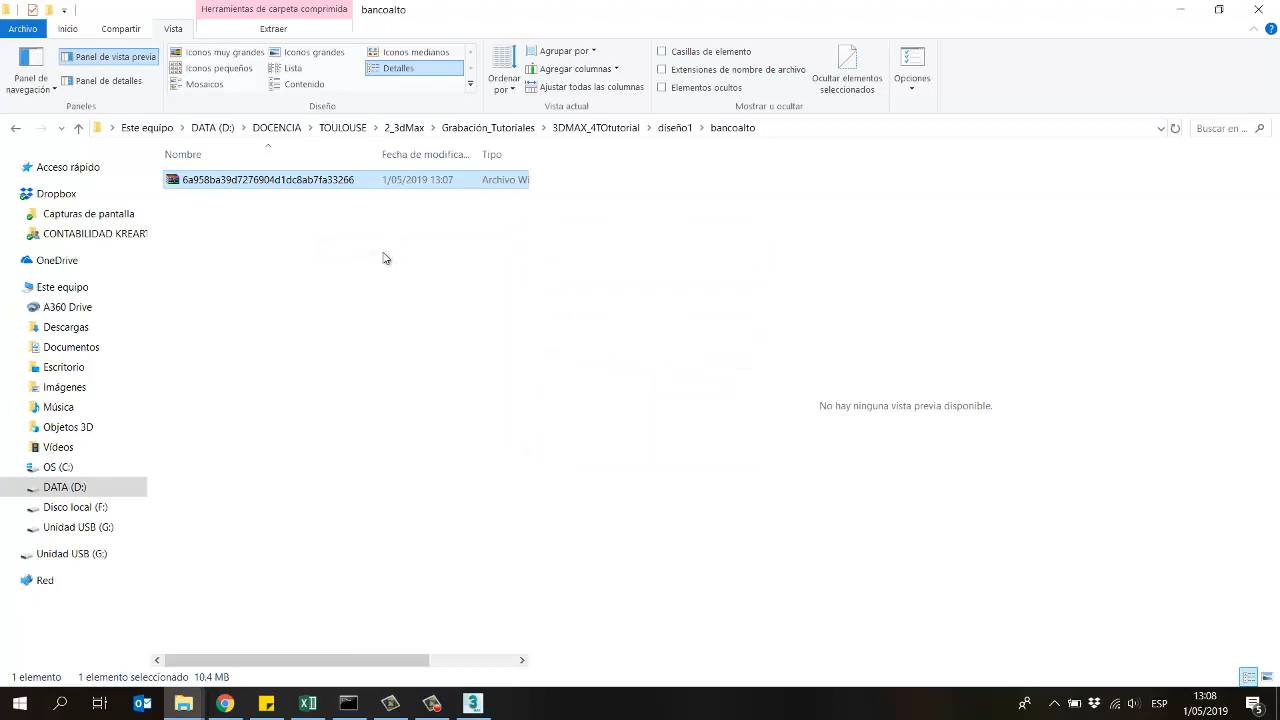 Herramientas de carpeta comprimida
bancoalto
Archivo
Inicio
Compartir
Vista
Extraer
Panel de navegación
Panel de vista previa
Panel de detalles
Paneles
Iconos muy grandes
Iconos grandes
Iconos medianos
Iconos pequeños
Lista
Detalles
Mosaicos
Contenido
Diseño
Ordenar por
Agrupar por
Agregar columnas
Ajustar todas las columnas
Vista actual
Casillas de elemento
Extensiones de nombre de archivo
Elementos ocultos
Ocultar elementos seleccionados
Mostrar u ocultar
Opciones
Este equipo > DATA (D:) > DOCENCIA > TOULOUSE > 2_3dMax > Grabación_Tutoriales > 3DMAX_4TOtutorial > diseño1 > bancoalto
Buscar en ...
Nombre
Fecha de modifica...
Tipo
6a958ba39d7276904d1dc8ab7fa33266
1/05/2019 13:07
Archivo Wi
Acceso rápido
Dropbox
Capturas de pantalla
CONTABILIDAD KREART
OneDrive
Este equipo
A360 Drive
Descargas
Documentos
Escritorio
Imágenes
Música
Objetos 3D
Vídeos
OS (C:)
DATA (D:)
Disco local (F:)
Unidad USB (G:)
Unidad USB (G:)
Red
No hay ninguna vista previa disponible.
1 elemento
1 elemento seleccionado 10.4 MB
ESP
13:08
1/05/2019
5